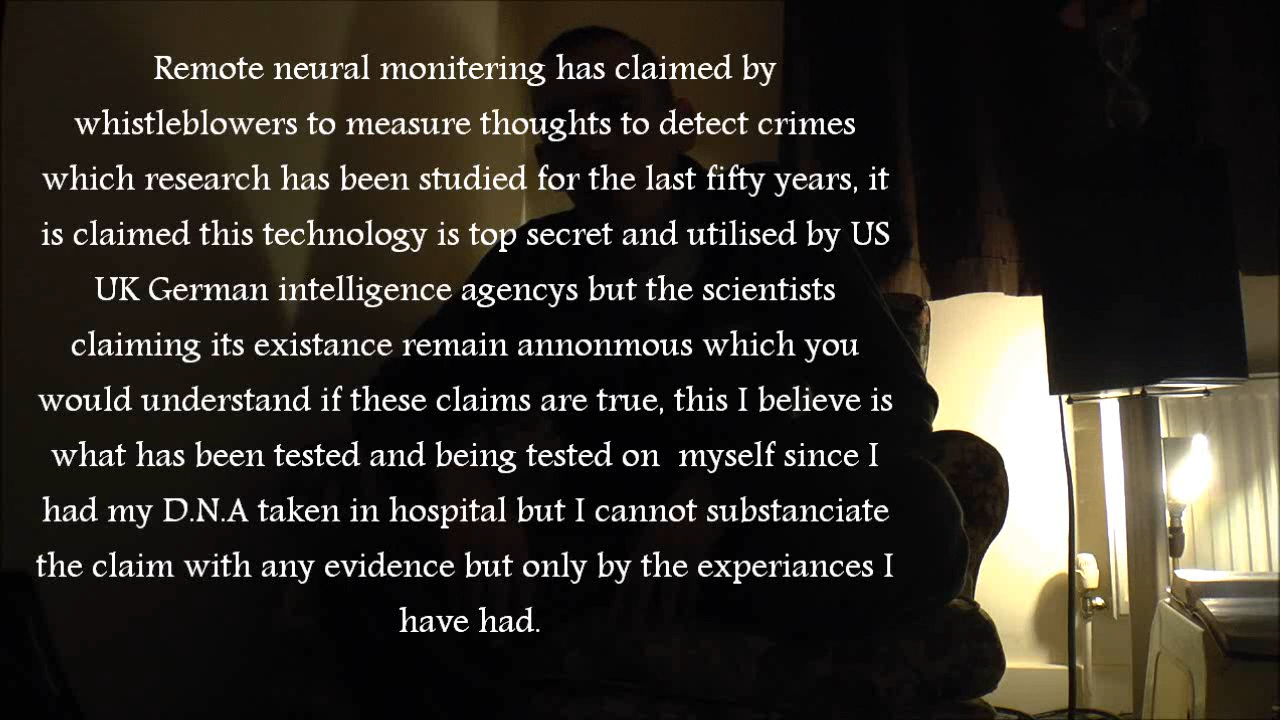 Remote neural monitering has claimed by
whistleblowers to measure thoughts to detect crimes
which research has been studied for the last fifty years, it
is claimed this technology is top secret and utilised by US
UK German intelligence agencys but the scientists
claiming its existance remain annonmous which you
would understand if these claims are true, this I believe is
what has been tested and being tested on  myself since I
had my D.N.A taken in hospital but I cannot substanciate
the claim with any evidence but only by the experiances I
have had.